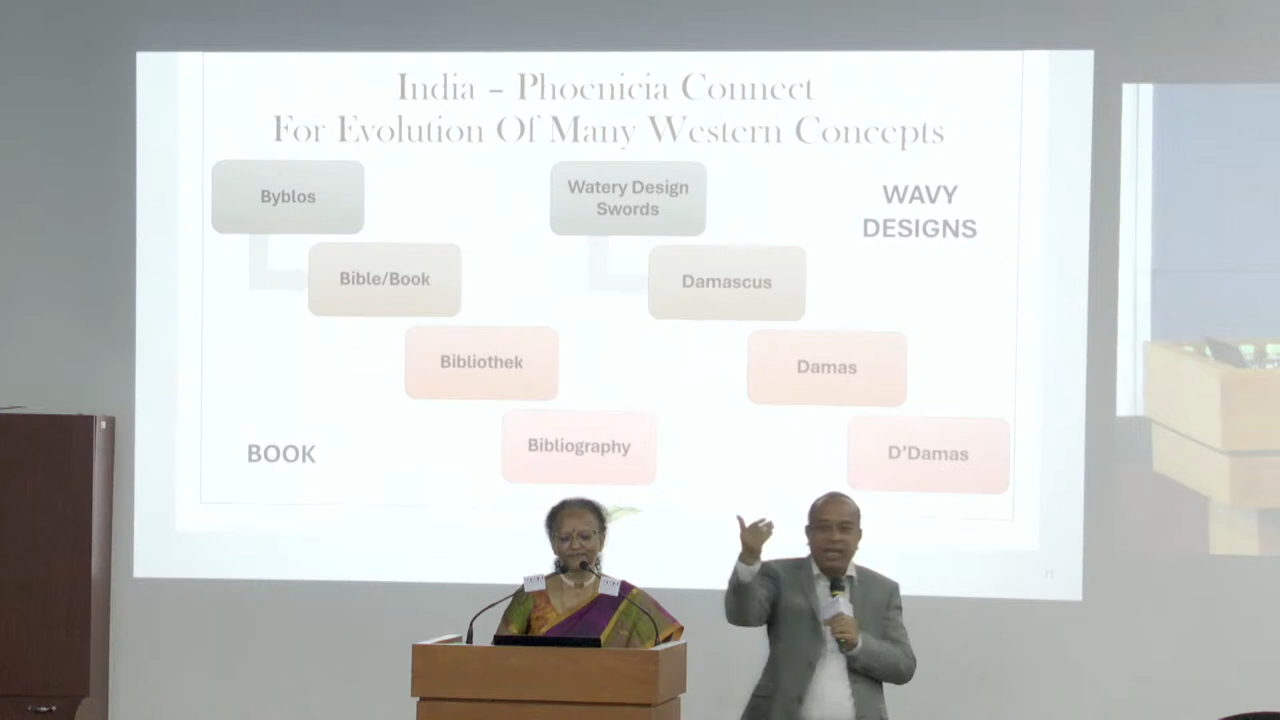 India – Phoenicia Connect
For Evolution Of Many Western Concepts
Byblos
Bible/Book
Bibliothek
Bibliography
BOOK
Watery Design
Swords
Damascus
Damas
D'Damas
WAVY
DESIGNS
11